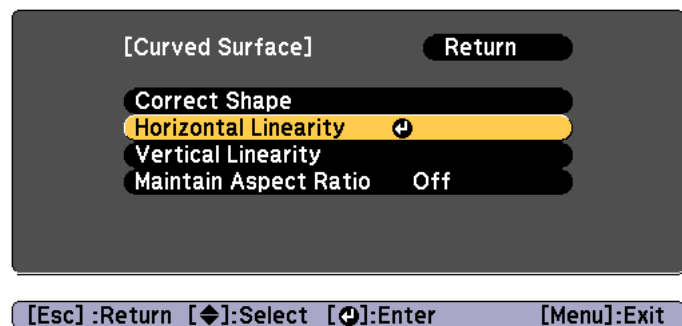 [Curved Surface] Return
Correct Shape
Horizontal Linearity
Vertical Linearity
Maintain Aspect Ratio Off
[Esc] :Return [◆]:Select [↵]:Enter [Menu]:Exit